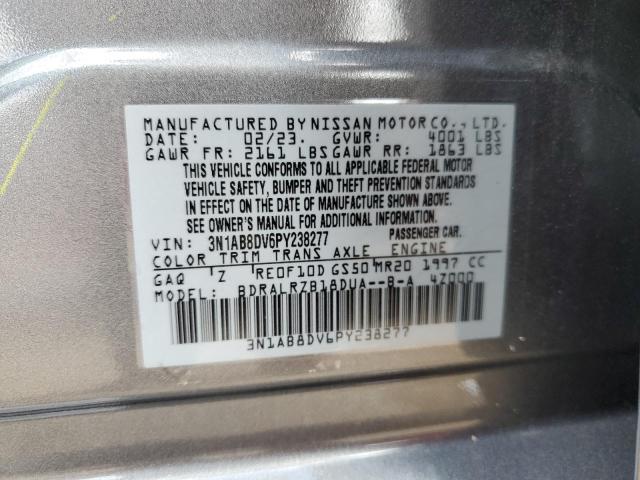 MANUFACTURED BY NISSAN MOTOR CO., LTD.
DATE: 02/23. GVWR: 4001 LBS
GAWR FR: 2161 LBS GAWR RR: 1863 LBS
THIS VEHICLE CONFORMS TO ALL APPLICABLE FEDERAL MOTOR
VEHICLE SAFETY, BUMPER AND THEFT PREVENTION STANDARDS
IN EFFECT ON THE DATE OF MANUFACTURE SHOWN ABOVE.
SEE OWNER'S MANUAL FOR ADDITIONAL INFORMATION.
VIN: 3N1AB8DV6PY238277 PASSENGER CAR.
COLOR TRIM TRANS AXLE ENGINE
GAQ Z RE0F10D GS50 MR20 1997 CC
MODEL: BDRALRZB18DUA--B-A 4Z000
3N1AB8DV6PY238277